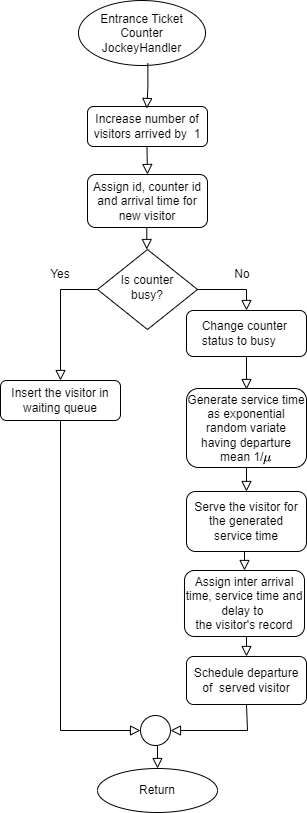 Entrance Ticket
Counter
JockeyHandler
Increase number of
visitors arrived by 1
Assign id, counter id
and arrival time for
new visitor
Is counter
busy?
Yes
No
Insert the visitor in
waiting queue
Change counter
status to busy
Generate service time
as exponential
random variate
having departure
mean 1/μ
Serve the visitor for
the generated
service time
Assign inter arrival
time, service time and
delay to
the visitor's record
Schedule departure
of served visitor
Return